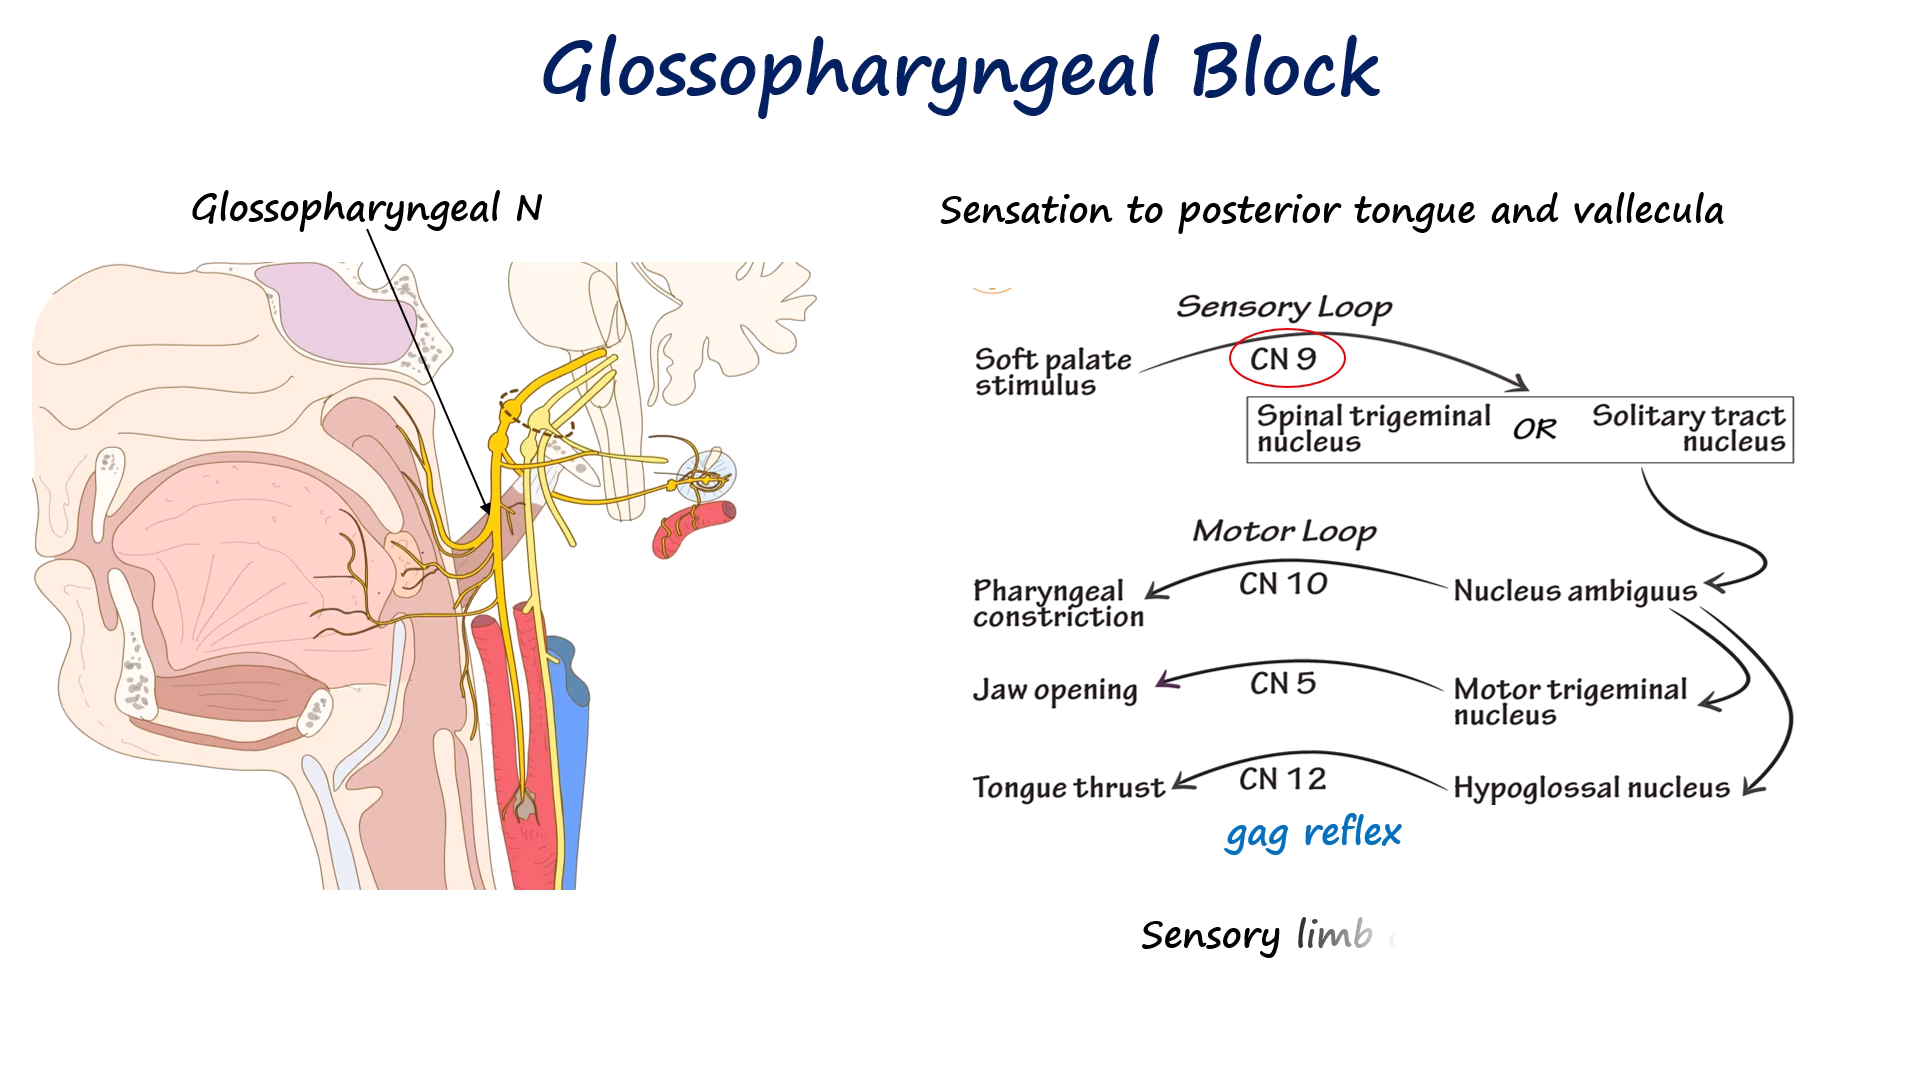 Glossopharyngeal Block
Glossopharyngeal N
Sensation to posterior tongue and vallecula
Sensory Loop
CN 9
Soft palate
stimulus
Spinal trigeminal
nucleus
OR
Solitary tract
nucleus
Motor Loop
CN 10
Pharyngeal
constriction
Nucleus ambiguus
CN 5
Jaw opening
Motor trigeminal
nucleus
CN 12
Tongue thrust
Hypoglossal nucleus
gag reflex
Sensory limb